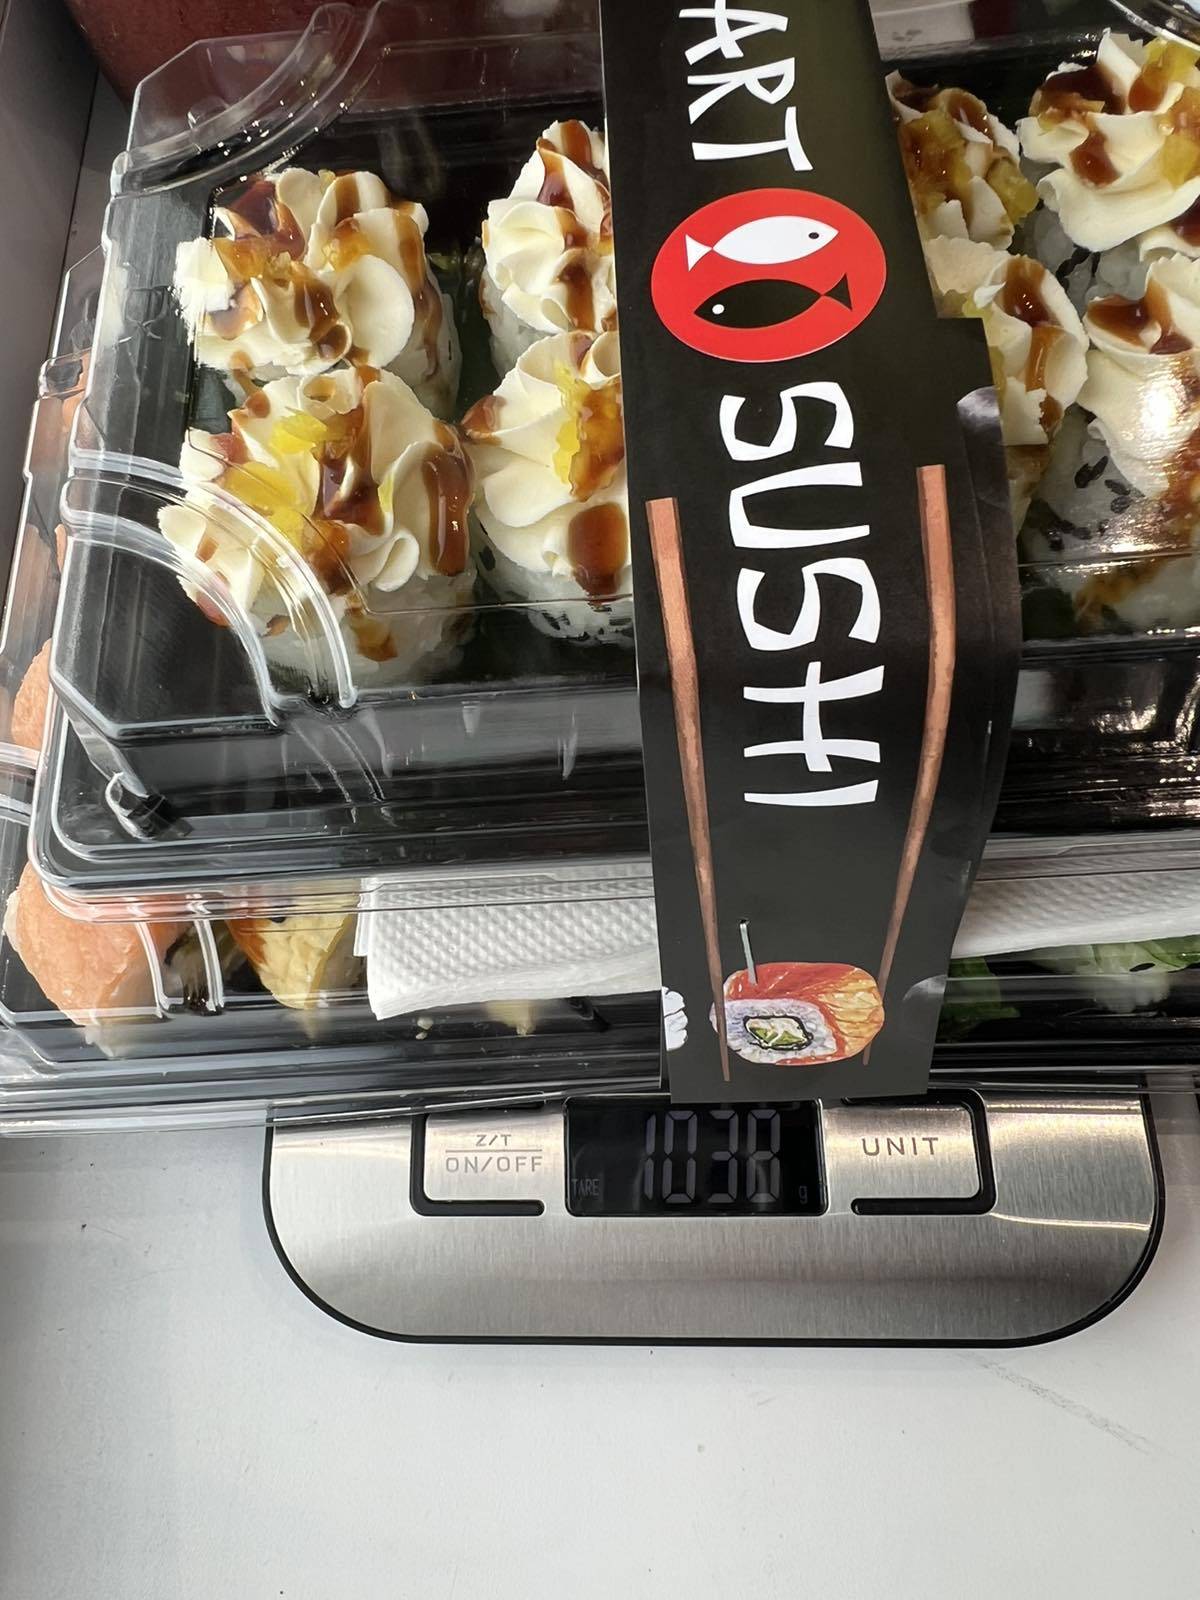 ART
SUSHI
Z/T
ON/OFF
TARE
1038
g
UNIT